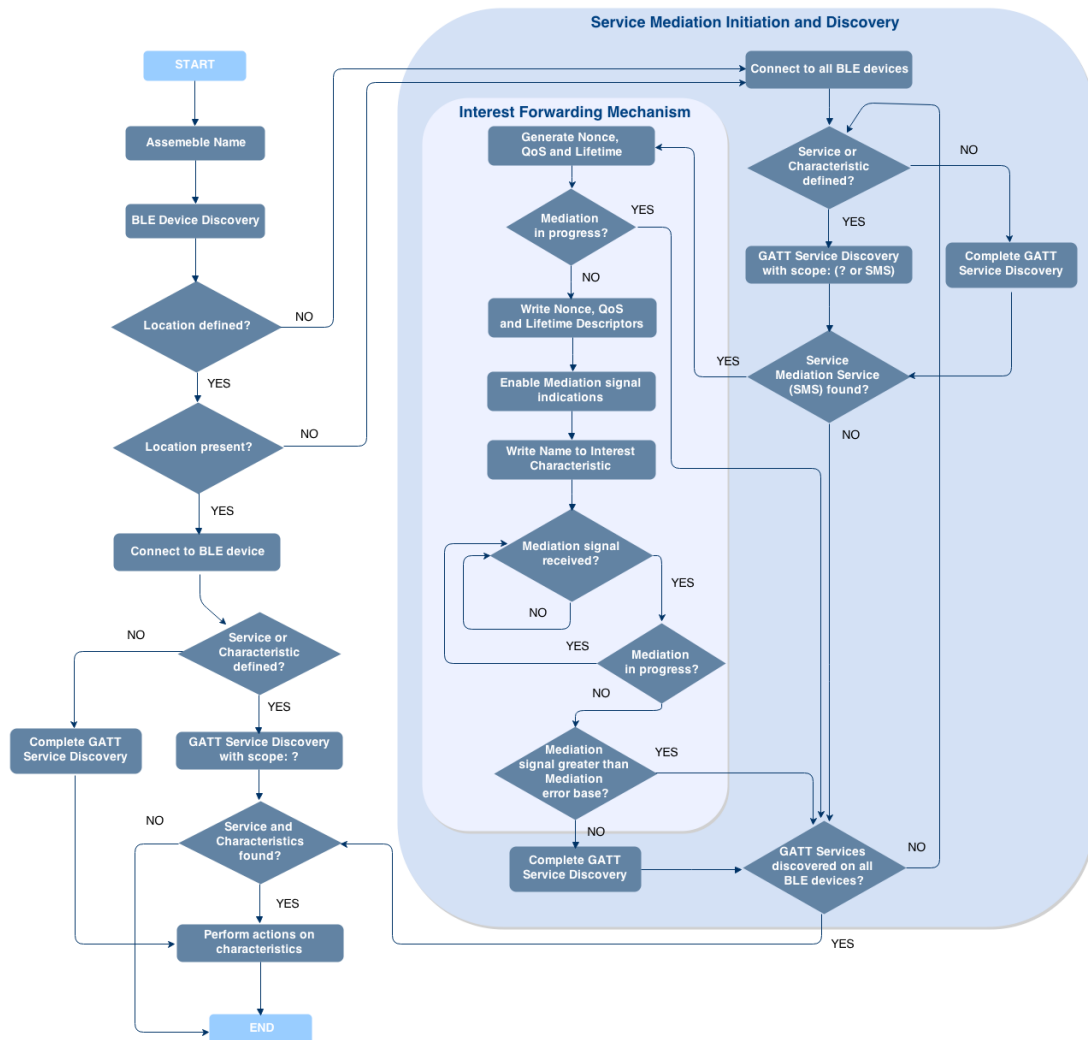 Service Mediation Initiation and Discovery
START
Connect to all BLE devices
Interest Forwarding Mechanism
Assemeble Name
Generate Nonce,
QoS and Lifetime
Service or
Characteristic
defined?
NO
YES
BLE Device Discovery
Mediation
in progress?
YES
GATT Service Discovery
with scope: (? or SMS)
Complete GATT
Service Discovery
NO
Location defined?
NO
Write Nonce, QoS
and Lifetime Descriptors
YES
Service
Mediation Service
(SMS) found?
YES
Enable Mediation signal
indications
NO
Location present?
NO
Write Name to Interest
Characteristic
YES
Connect to BLE device
Mediation signal
received?
YES
NO
Service or
Characteristic
defined?
NO
YES
Mediation
in progress?
NO
YES
Complete GATT
Service Discovery
GATT Service Discovery
with scope: ?
Mediation
signal greater than
Mediation
error base?
YES
NO
Service and
Characteristics
found?
NO
Complete GATT
Service Discovery
GATT Services
discovered on all
BLE devices?
NO
YES
Perform actions on
characteristics
YES
END